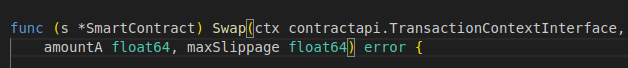 func (s *SmartContract) Swap(ctx contractapi.TransactionContextInterface,
amountA float64, maxSlippage float64) error {